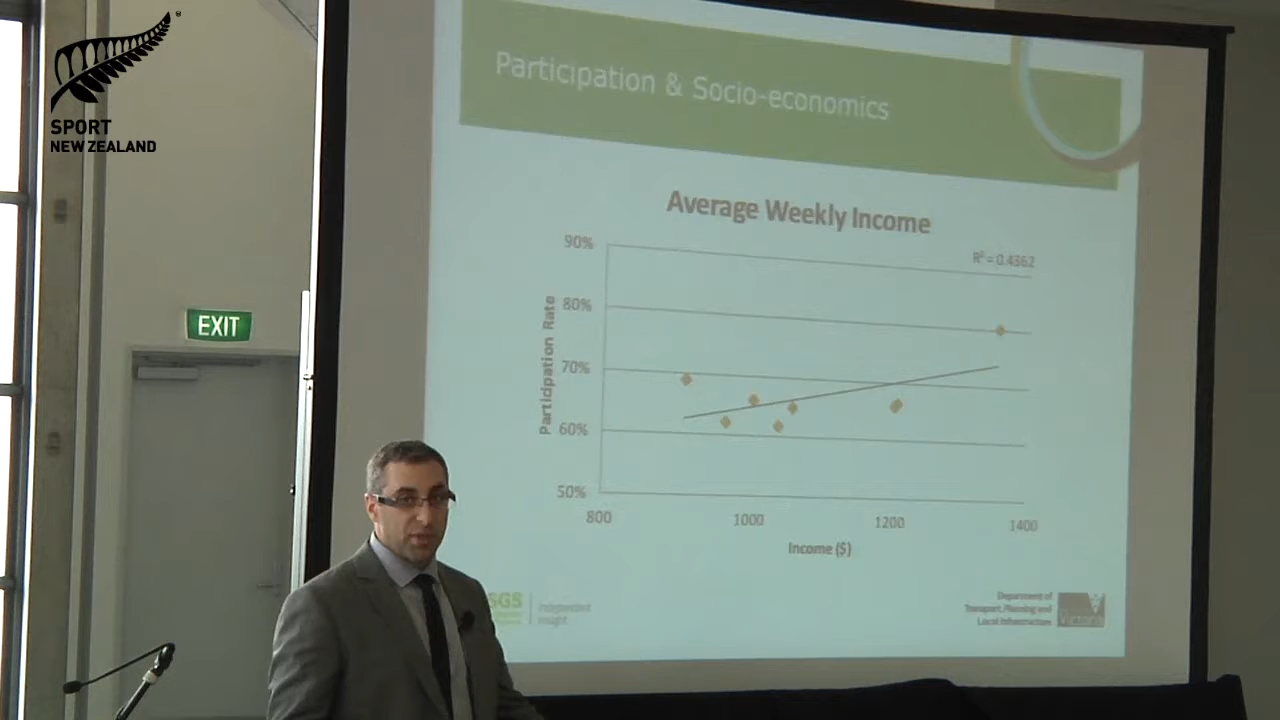 SPORT
NEW ZEALAND
EXIT
Participation & Socio-economics
Average Weekly Income
R² = 0.4362
90%
80%
70%
60%
50%
Participation Rate
800
1000
1200
1400
Income ($)
SGS
Independent
insight
Department of
Transport, Planning and
Local Infrastructure
Victoria